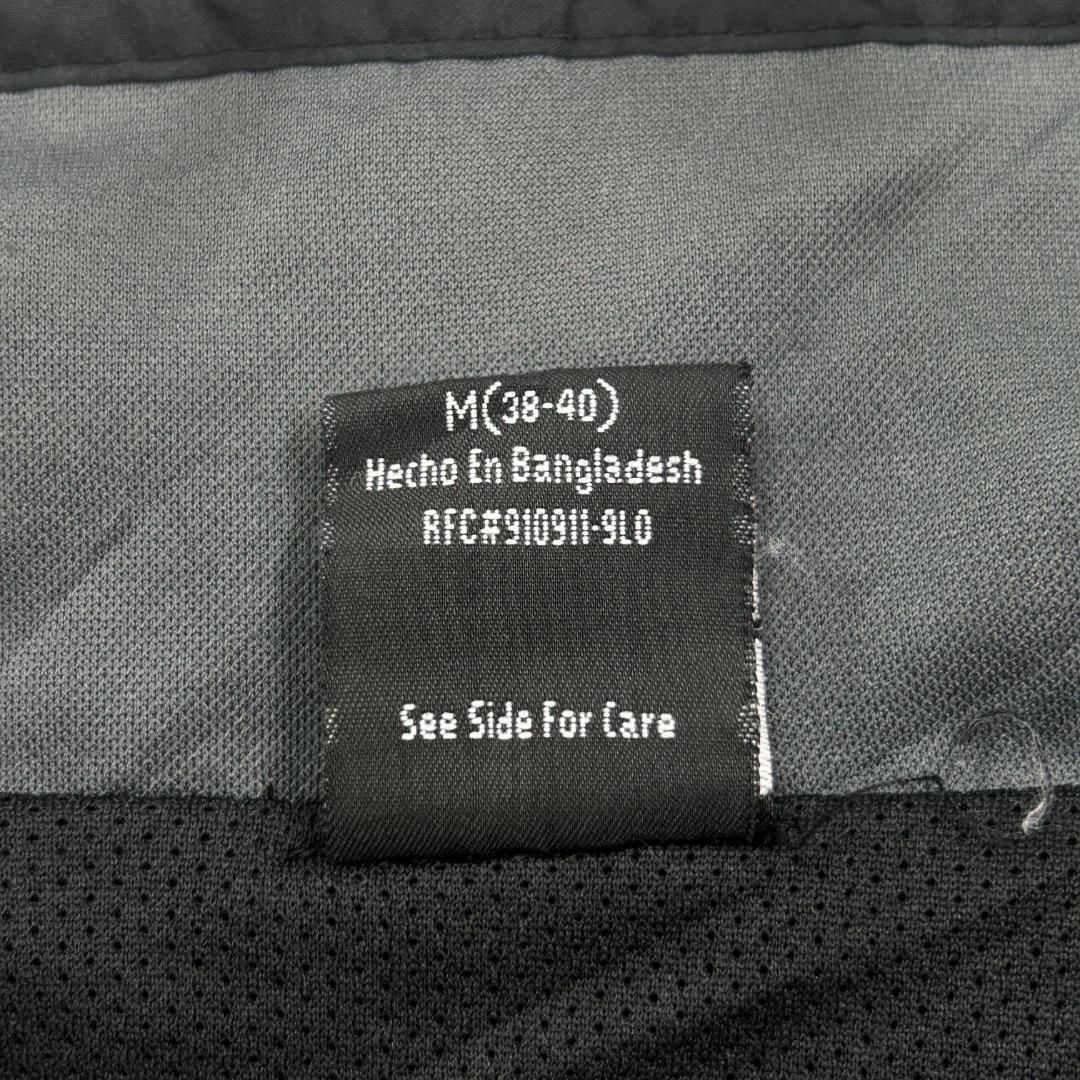 M(38-40)
Hecho En Bangladesh
RFC#910911-9L0
See Side For Care